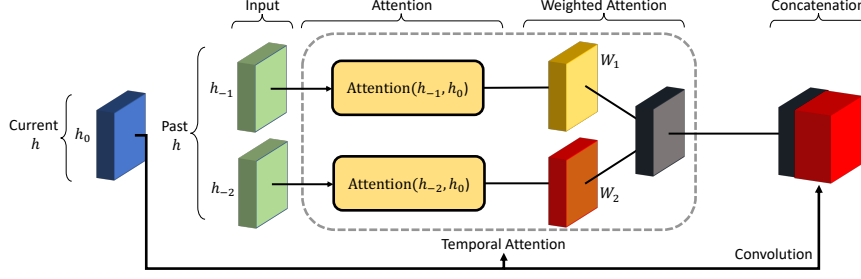 Input
Attention
Weighted Attention
Concatenation
h₋₁
Attention(h₋₁, h₀)
W₁
Current
h
h₀
Past
h
h₋₂
Attention(h₋₂, h₀)
W₂
Temporal Attention
Convolution